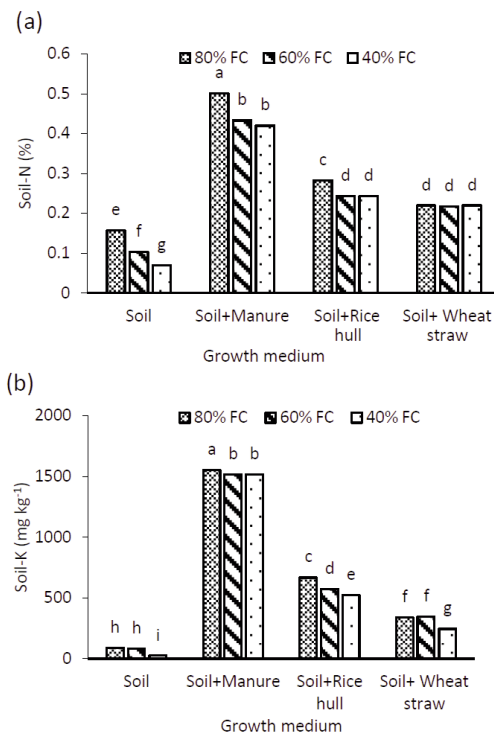 (a)
80% FC 60% FC 40% FC
0.6
0.5
0.4
0.3
0.2
0.1
0
Soil-N (%)
e f g
a b b
c d d
d d d
Soil Soil+Manure Soil+Rice hull Soil+ Wheat straw
Growth medium
(b)
80% FC 60% FC 40% FC
2000
1500
1000
500
0
Soil-K (mg kg⁻¹)
h h i
a b b
c d e
f f g
Soil Soil+Manure Soil+Rice hull Soil+ Wheat straw
Growth medium